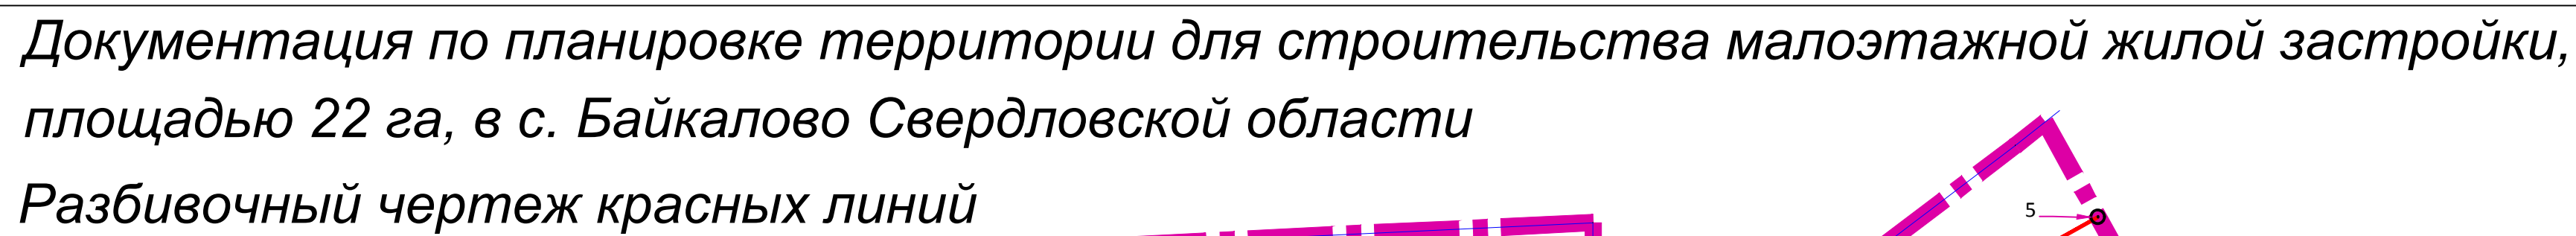 Документация по планировке территории для строительства малоэтажной жилой застройки,
площадью 22 га, в с. Байкалово Свердловской области
Разбивочный чертеж красных линий
5